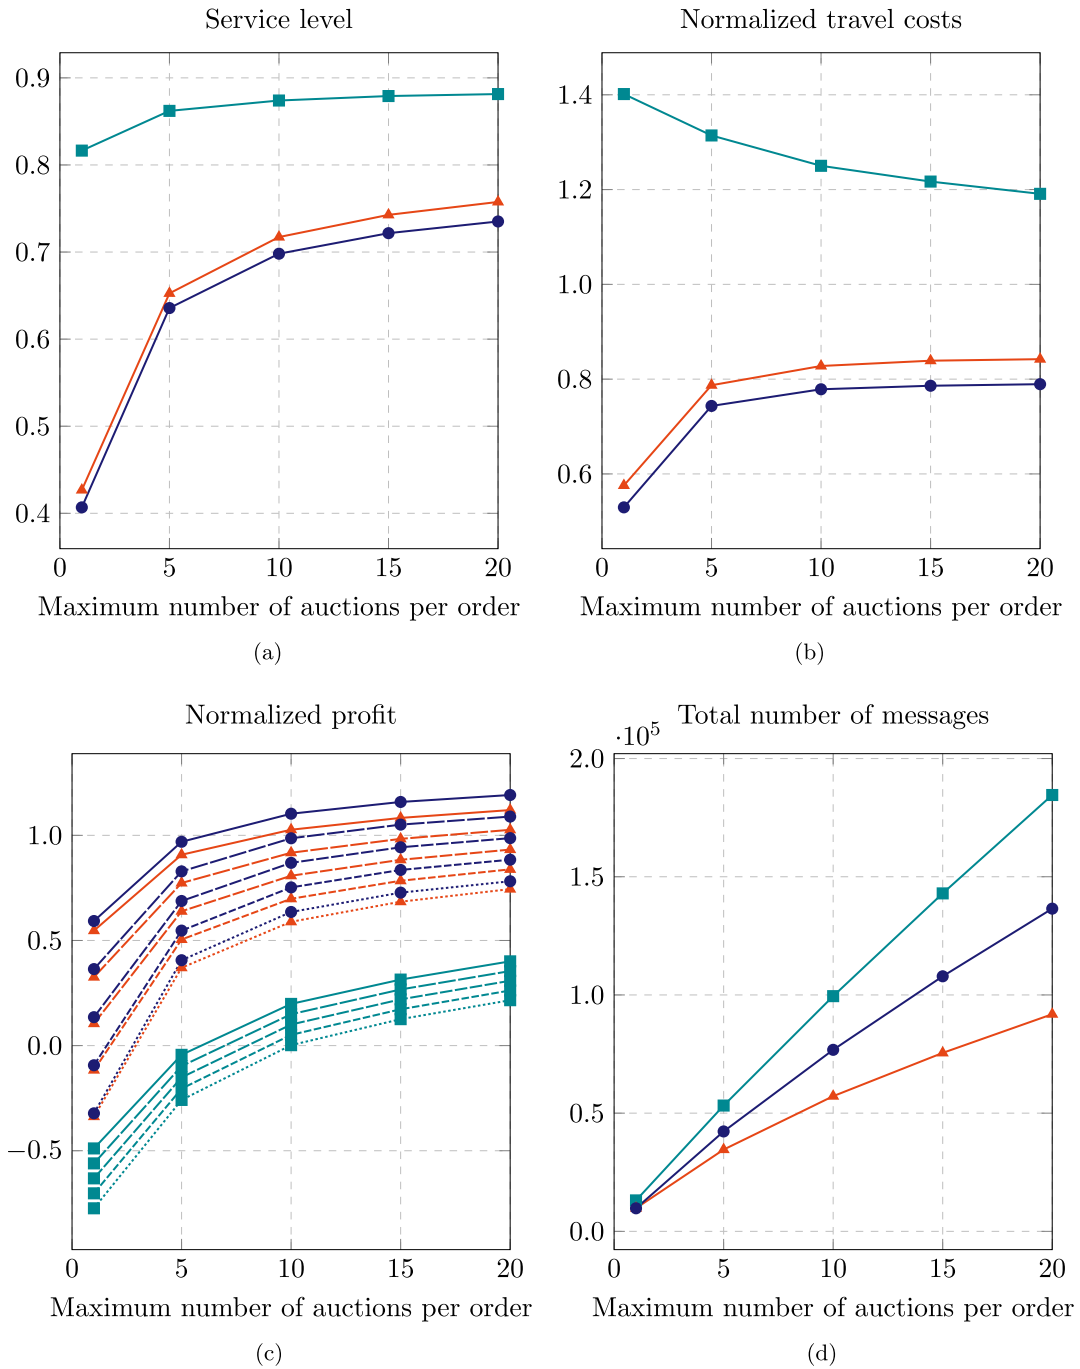 Service level
0.9
0.8
0.7
0.6
0.5
0.4
0 5 10 15 20
Maximum number of auctions per order
(a)
Normalized travel costs
1.4
1.2
1.0
0.8
0.6
0 5 10 15 20
Maximum number of auctions per order
(b)
Normalized profit
1.0
0.5
0.0
−0.5
0 5 10 15 20
Maximum number of auctions per order
(c)
Total number of messages
·10⁵
2.0
1.5
1.0
0.5
0.0
0 5 10 15 20
Maximum number of auctions per order
(d)